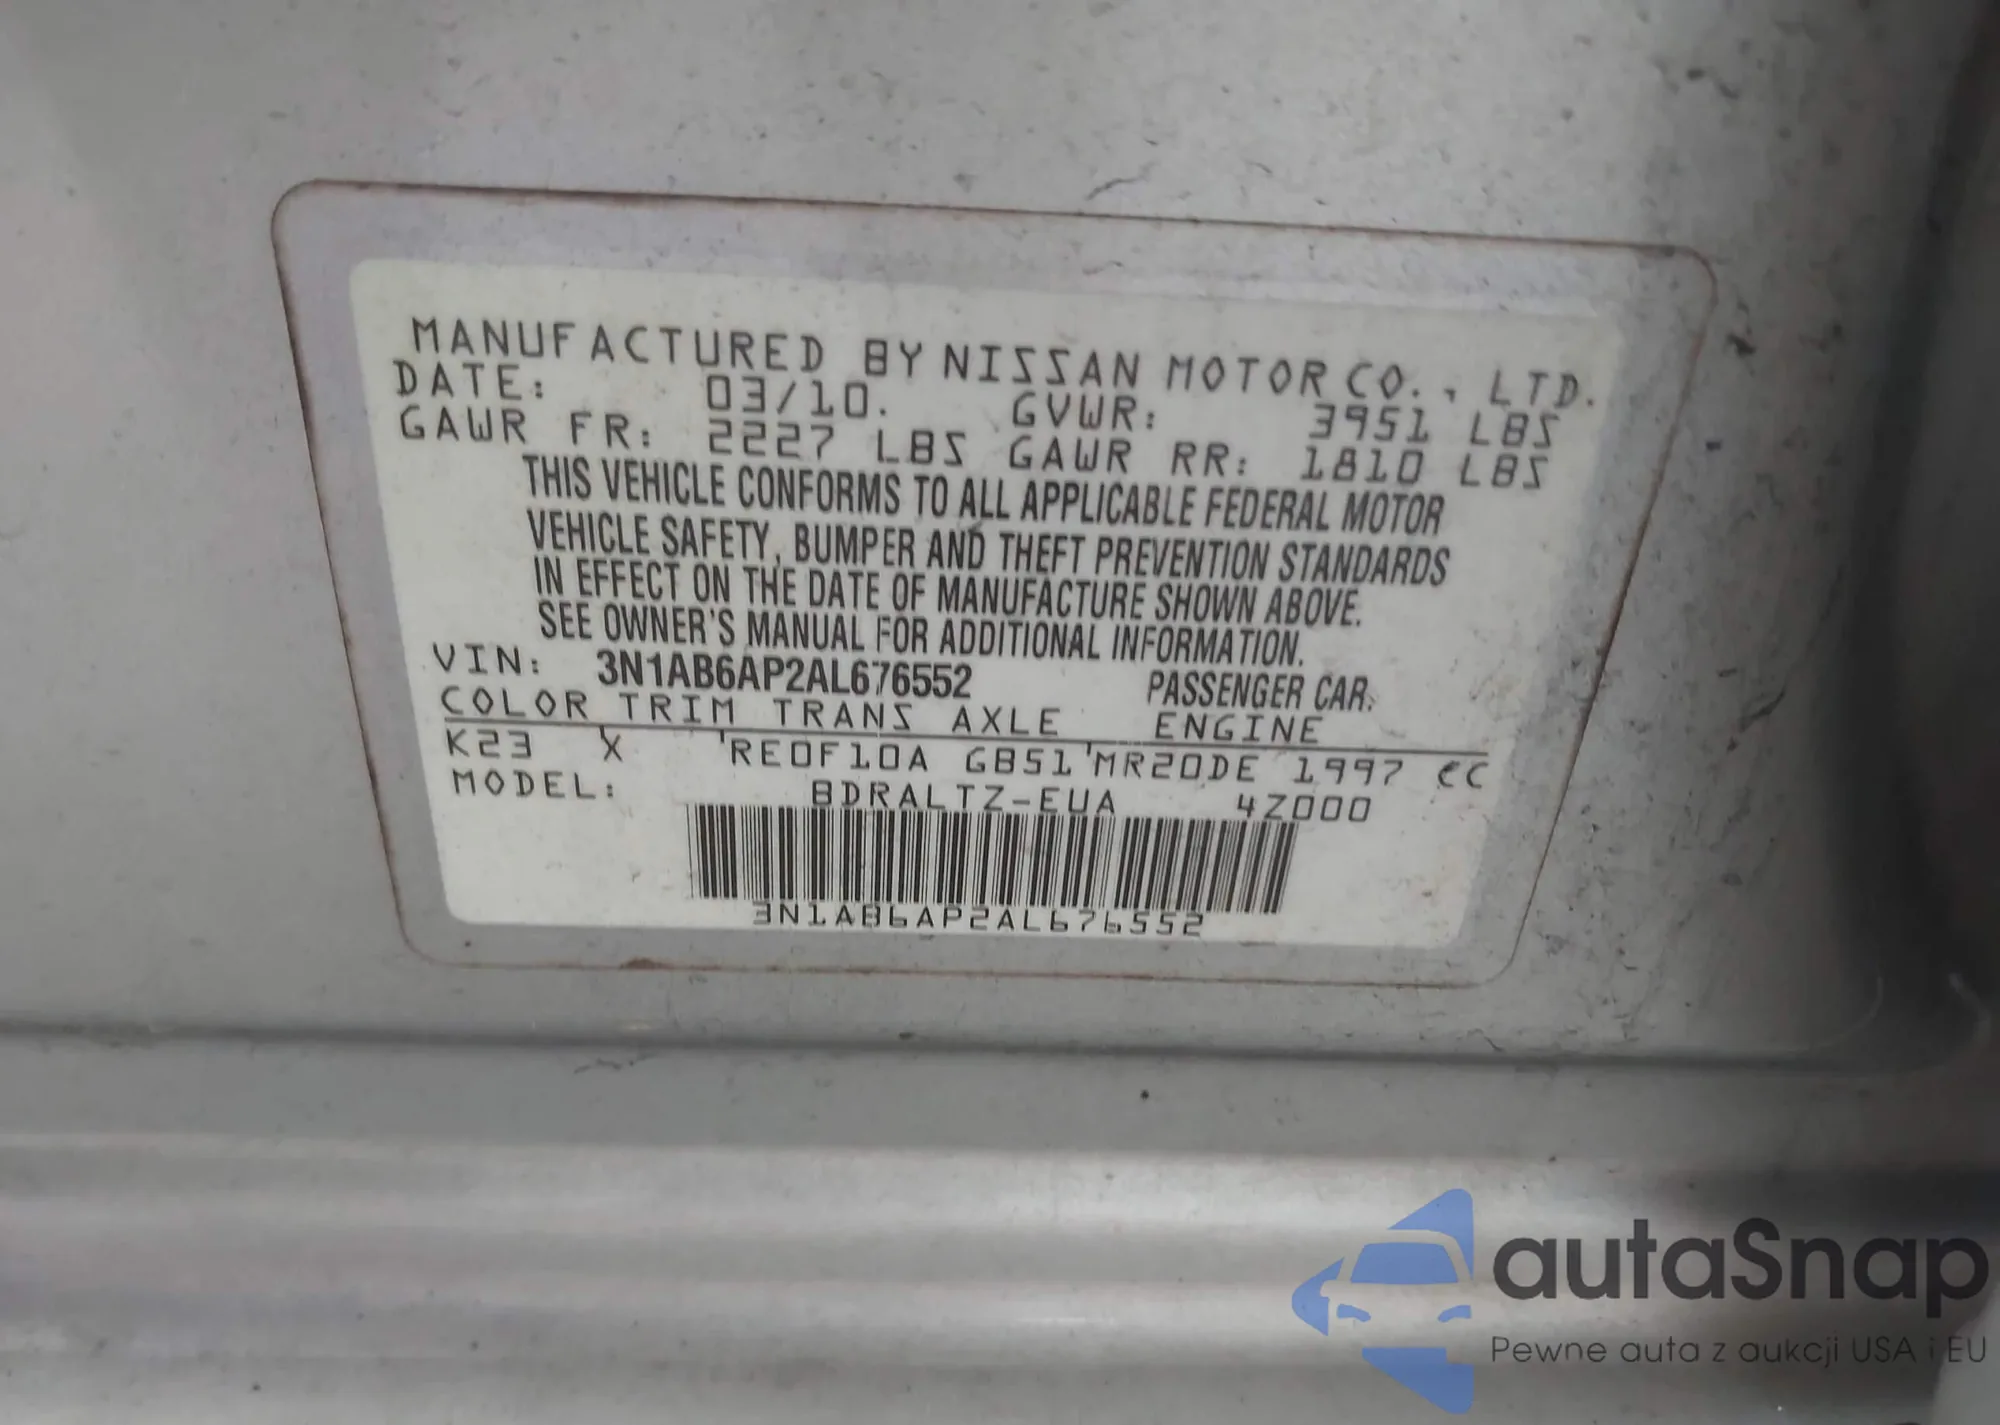 MANUFACTURED BY NISSAN MOTOR CO., LTD.
DATE: 03/10. GVWR: 3951 LBS
GAWR FR: 2227 LBS GAWR RR: 1810 LBS
THIS VEHICLE CONFORMS TO ALL APPLICABLE FEDERAL MOTOR
VEHICLE SAFETY, BUMPER AND THEFT PREVENTION STANDARDS
IN EFFECT ON THE DATE OF MANUFACTURE SHOWN ABOVE.
SEE OWNER'S MANUAL FOR ADDITIONAL INFORMATION.
VIN: 3N1AB6AP2AL676552 PASSENGER CAR.
COLOR TRIM TRANS AXLE ENGINE
K23 'X 'RE0F10A GB51 'MR20DE 1997 CC
MODEL: BDRALTZ-EUA 4Z000
3N1AB6AP2AL676552
autaSnap
Pewne auta z aukcji USA i EU